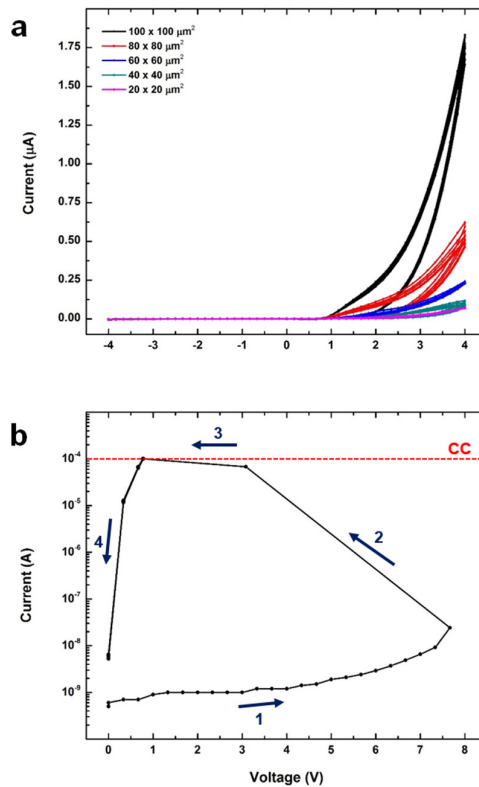 a
100 x 100 μm²
80 x 80 μm²
60 x 60 μm²
40 x 40 μm²
20 x 20 μm²
Current (μA)
1.75
1.50
1.25
1.00
0.75
0.50
0.25
0.00
-4 -3 -2 -1 0 1 2 3 4
b
3
CC
4
2
1
Current (A)
10⁻⁴
10⁻⁵
10⁻⁶
10⁻⁷
10⁻⁸
10⁻⁹
0 1 2 3 4 5 6 7 8
Voltage (V)